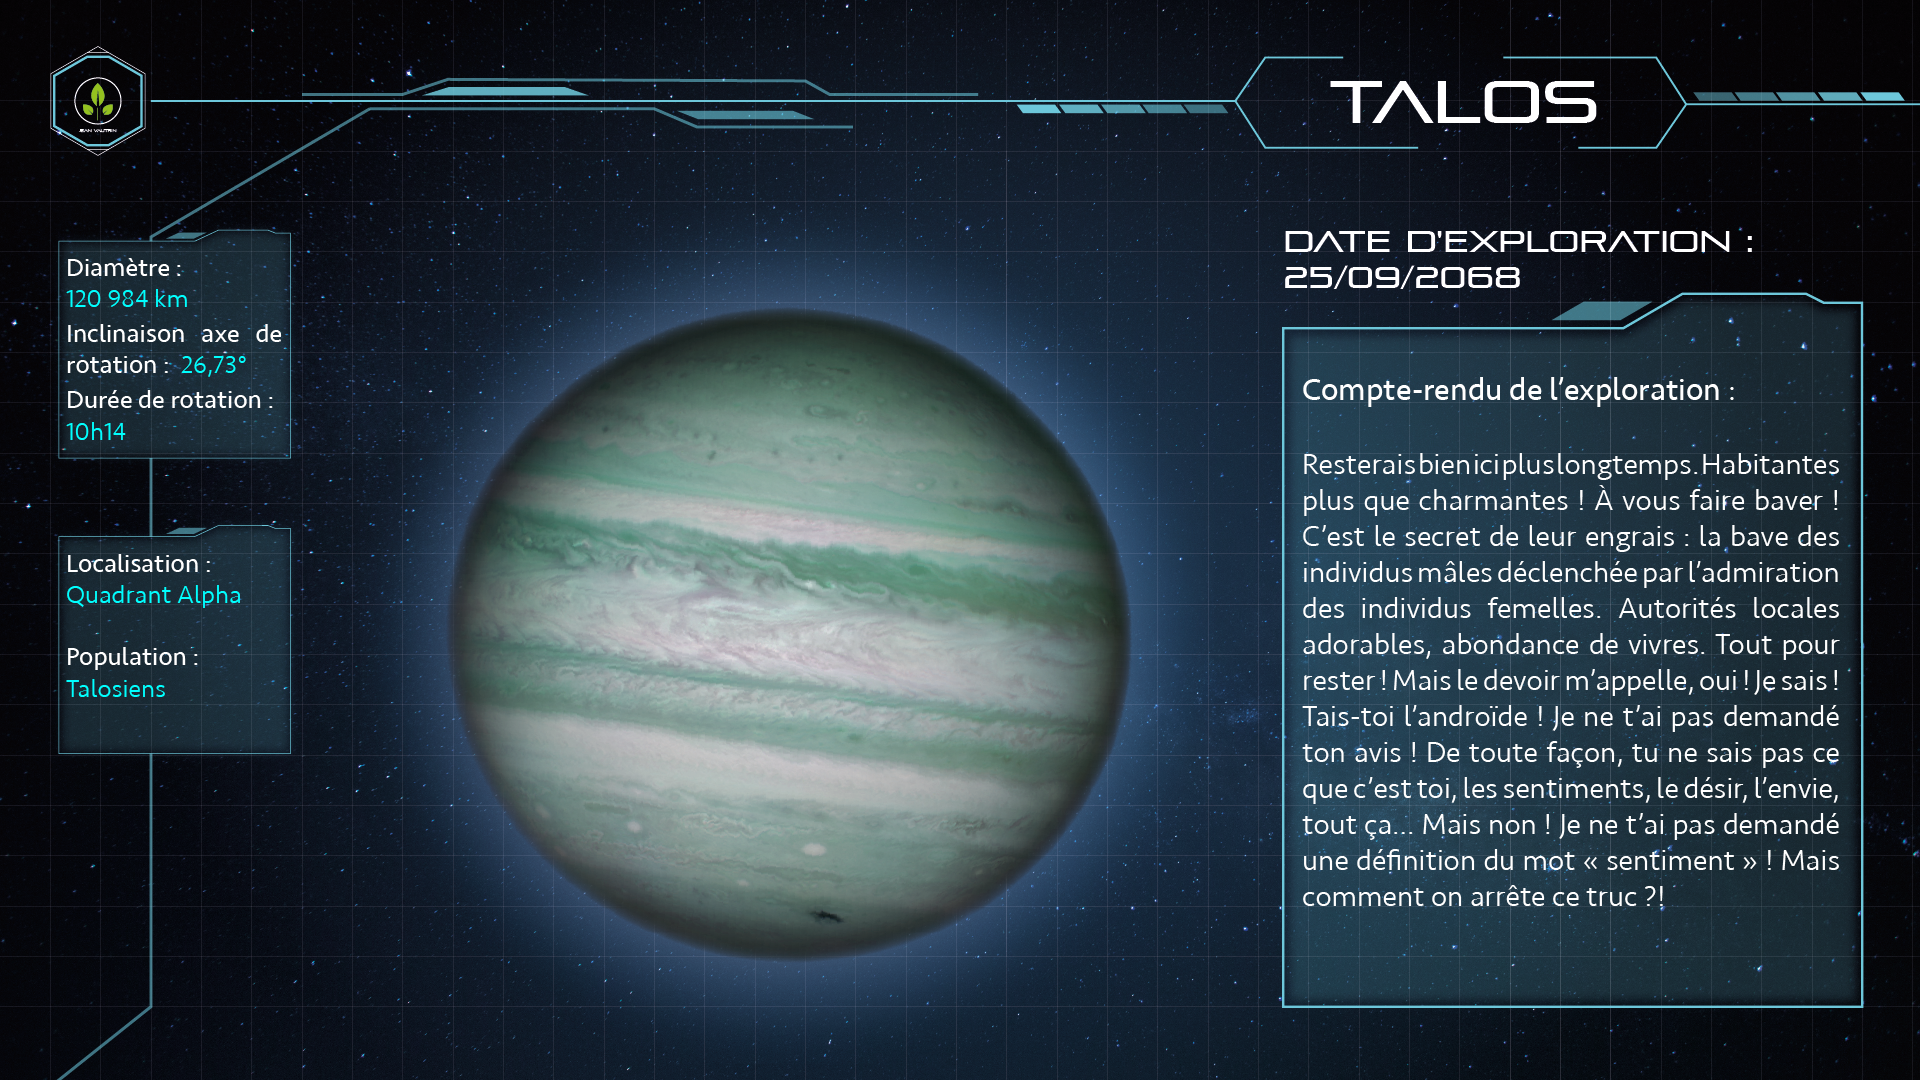 JEAN VAUTRIN
TALOS
DATE D'EXPLORATION :
25/09/2068
Diamètre :
120 984 km
Inclinaison axe de
rotation : 26,73°
Durée de rotation :
10h14
Localisation :
Quadrant Alpha
Population :
Talosiens
Compte-rendu de l’exploration :
Resterais bien ici plus longtemps. Habitantes
plus que charmantes ! À vous faire baver !
C’est le secret de leur engrais : la bave des
individus mâles déclenchée par l’admiration
des individus femelles. Autorités locales
adorables, abondance de vivres. Tout pour
rester ! Mais le devoir m’appelle, oui ! Je sais !
Tais-toi l’androïde ! Je ne t’ai pas demandé
ton avis ! De toute façon, tu ne sais pas ce
que c’est toi, les sentiments, le désir, l’envie,
tout ça... Mais non ! Je ne t’ai pas demandé
une définition du mot « sentiment » ! Mais
comment on arrête ce truc ?!